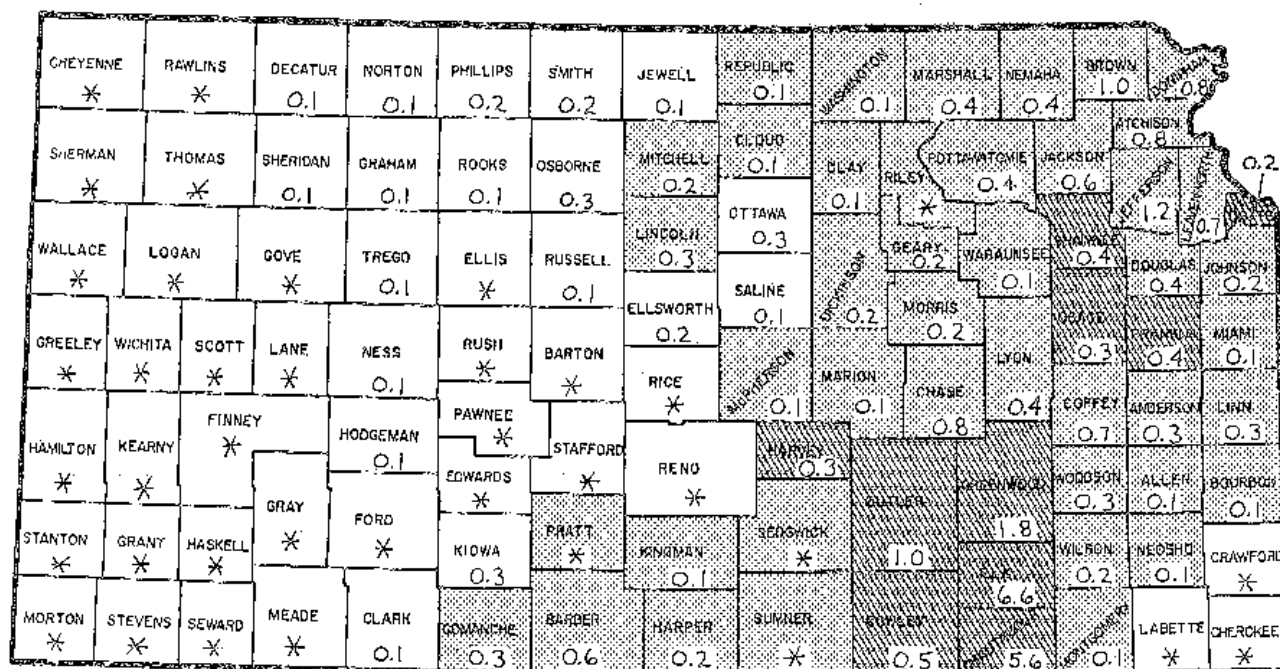 CHEYENNE
*
RAWLINS
*
DECATUR
0.1
NORTON
0.1
PHILLIPS
0.2
SMITH
0.2
JEWELL
0.1
REPUBLIC
0.1
WASHINGTON
0.1
MARSHALL
0.4
NEMAHA
0.4
BROWN
1.0
DONIPHAN
0.8
SHERMAN
*
THOMAS
*
SHERIDAN
0.1
GRAHAM
0.1
ROOKS
0.1
OSBORNE
0.3
MITCHELL
0.2
CLOUD
0.1
CLAY
0.1
RILEY
*
POTTAWATOMIE
0.4
JACKSON
0.6
ATCHISON
0.8
JEFFERSON
1.2
LEAVENWORTH
0.7
0.2
WALLACE
*
LOGAN
*
GOVE
*
TREGO
0.1
ELLIS
*
RUSSELL
0.1
LINCOLN
0.3
OTTAWA
0.3
SALINE
0.1
DICKINSON
0.2
GEARY
0.2
WABAUNSEE
0.1
SHAWNEE
0.4
DOUGLAS
0.4
JOHNSON
0.2
GREELEY
*
WICHITA
*
SCOTT
*
LANE
*
NESS
0.1
RUSH
*
BARTON
*
ELLSWORTH
0.2
RICE
*
MCPHERSON
0.1
MARION
0.1
MORRIS
0.2
CHASE
0.8
LYON
0.4
OSAGE
0.3
FRANKLIN
0.4
MIAMI
0.1
HAMILTON
*
KEARNY
*
FINNEY
*
HODGEMAN
0.1
PAWNEE
*
STAFFORD
*
RENO
*
HARVEY
0.3
BUTLER
1.0
GREENWOOD
1.8
COFFEY
0.7
ANDERSON
0.3
LINN
0.3
GRAY
*
FORD
*
EDWARDS
*
WOODSON
0.3
ALLEN
0.1
BOURBON
0.1
STANTON
*
GRANT
*
HASKELL
*
KIOWA
0.3
PRATT
*
KINGMAN
0.1
SEDGWICK
*
6.6
WILSON
0.2
NEOSHO
0.1
CRAWFORD
*
MORTON
*
STEVENS
*
SEWARD
*
MEADE
*
CLARK
0.1
COMANCHE
0.3
BARBER
0.6
HARPER
0.2
SUMNER
*
COWLEY
0.5
5.6
MONTGOMERY
0.1
LABETTE
*
CHEROKEE
*